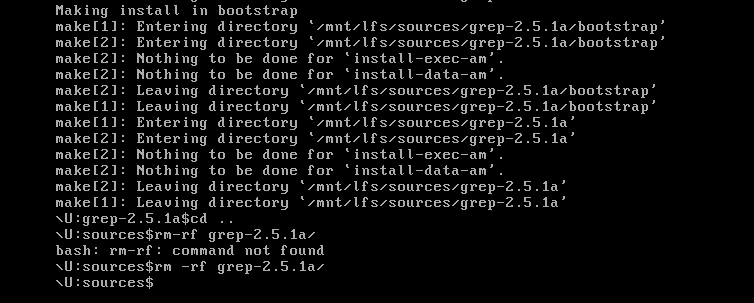 Making install in bootstrap
make[1]: Entering directory `/mnt/lfs/sources/grep-2.5.1a/bootstrap'
make[2]: Entering directory `/mnt/lfs/sources/grep-2.5.1a/bootstrap'
make[2]: Nothing to be done for `install-exec-am'.
make[2]: Nothing to be done for `install-data-am'.
make[2]: Leaving directory `/mnt/lfs/sources/grep-2.5.1a/bootstrap'
make[1]: Leaving directory `/mnt/lfs/sources/grep-2.5.1a/bootstrap'
make[1]: Entering directory `/mnt/lfs/sources/grep-2.5.1a'
make[2]: Entering directory `/mnt/lfs/sources/grep-2.5.1a'
make[2]: Nothing to be done for `install-exec-am'.
make[2]: Nothing to be done for `install-data-am'.
make[2]: Leaving directory `/mnt/lfs/sources/grep-2.5.1a'
make[1]: Leaving directory `/mnt/lfs/sources/grep-2.5.1a'
\U:grep-2.5.1a$cd ..
\U:sources$rm-rf grep-2.5.1a/
bash: rm-rf: command not found
\U:sources$rm -rf grep-2.5.1a/
\U:sources$